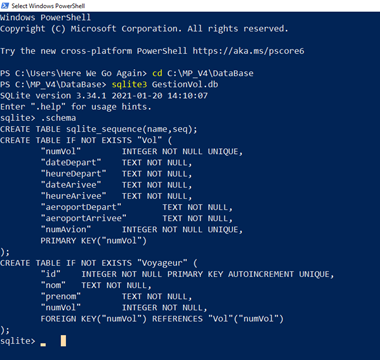 Select Windows PowerShell
Windows PowerShell
Copyright (C) Microsoft Corporation. All rights reserved.
Try the new cross-platform PowerShell https://aka.ms/pscore6
PS C:\Users\Here We Go Again> cd C:\MP_V4\DataBase
PS C:\MP_V4\DataBase> sqlite3 GestionVol.db
SQLite version 3.34.1 2021-01-20 14:10:07
Enter ".help" for usage hints.
sqlite> .schema
CREATE TABLE sqlite_sequence(name,seq);
CREATE TABLE IF NOT EXISTS "Vol" (
"numVol" INTEGER NOT NULL UNIQUE,
"dateDepart" TEXT NOT NULL,
"heureDepart" TEXT NOT NULL,
"dateArivee" TEXT NOT NULL,
"heureArivee" TEXT NOT NULL,
"aeroportDepart" TEXT NOT NULL,
"aeroportArrivee" TEXT NOT NULL,
"numAvion" INTEGER NOT NULL UNIQUE,
PRIMARY KEY("numVol")
);
CREATE TABLE IF NOT EXISTS "Voyageur" (
"id" INTEGER NOT NULL PRIMARY KEY AUTOINCREMENT UNIQUE,
"nom" TEXT NOT NULL,
"prenom" TEXT NOT NULL,
"numVol" INTEGER NOT NULL,
FOREIGN KEY("numVol") REFERENCES "Vol"("numVol")
);
sqlite>